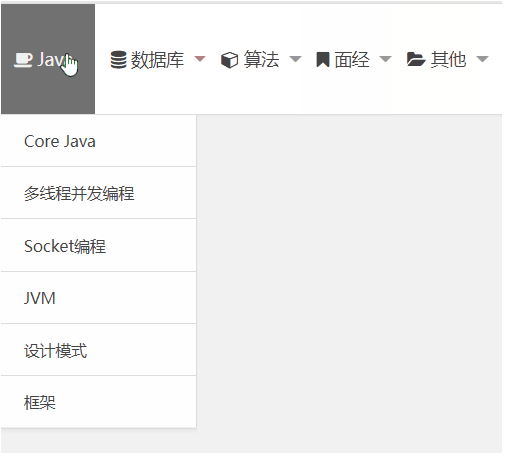 Java 数据库 算法 面经 其他
Core Java
多线程并发编程
Socket编程
JVM
设计模式
框架